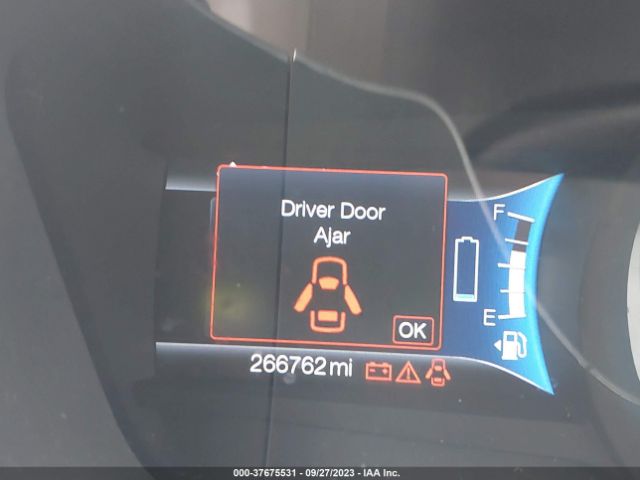 Driver Door
Ajar
OK
F
E
266762 mi
000-37675531 - 09/27/2023 - IAA Inc.